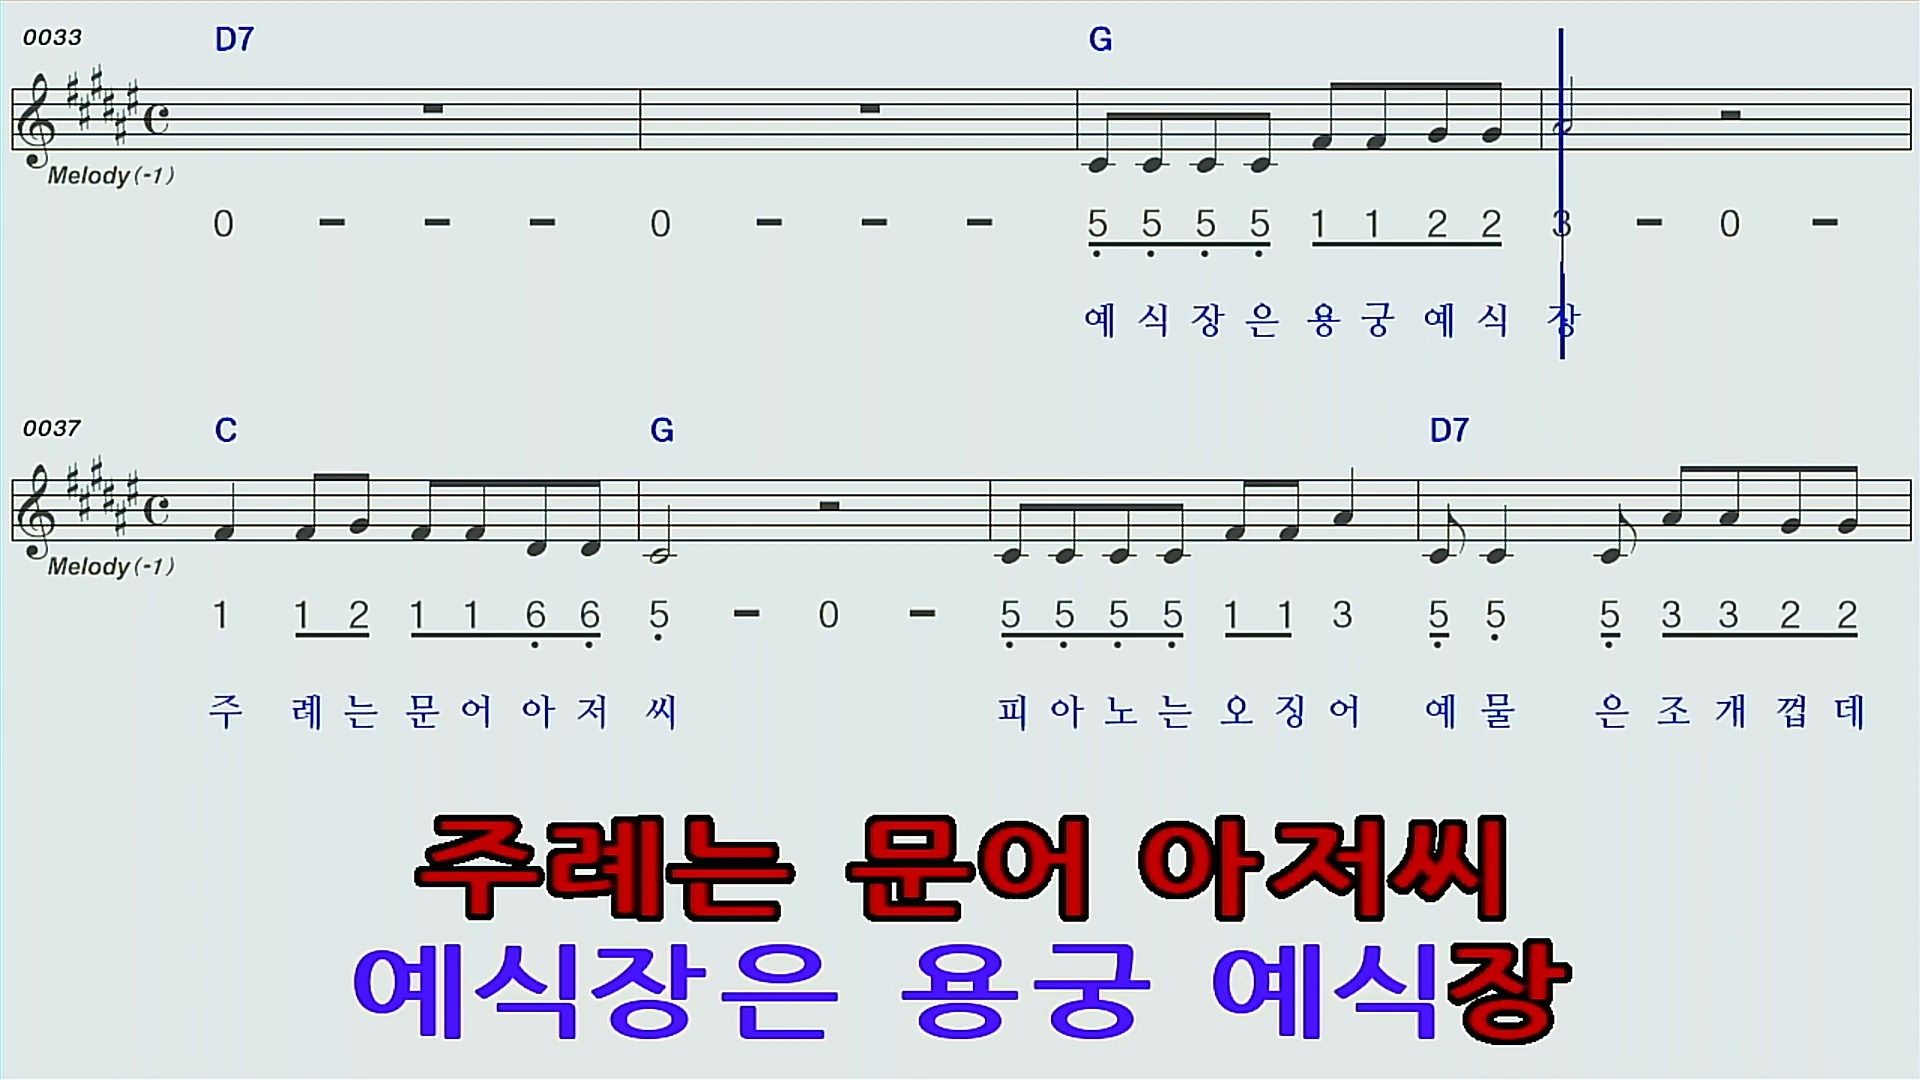 0033 D7 G
Melody(-1)
0 - - - 0 - - - 5 5 5 5 1 1 2 2 3 - 0 -
예 식 장 은 용 궁 예 식 장
0037 C G D7
Melody(-1)
1 1 2 1 1 6 6 5 - 0 - 5 5 5 5 1 1 3 5 5 5 3 3 2 2
주 례 는 문 어 아 저 씨 피 아 노 는 오 징 어 예 물 은 조 개 껍 데
주례는 문어 아저씨
예식장은 용궁 예식장